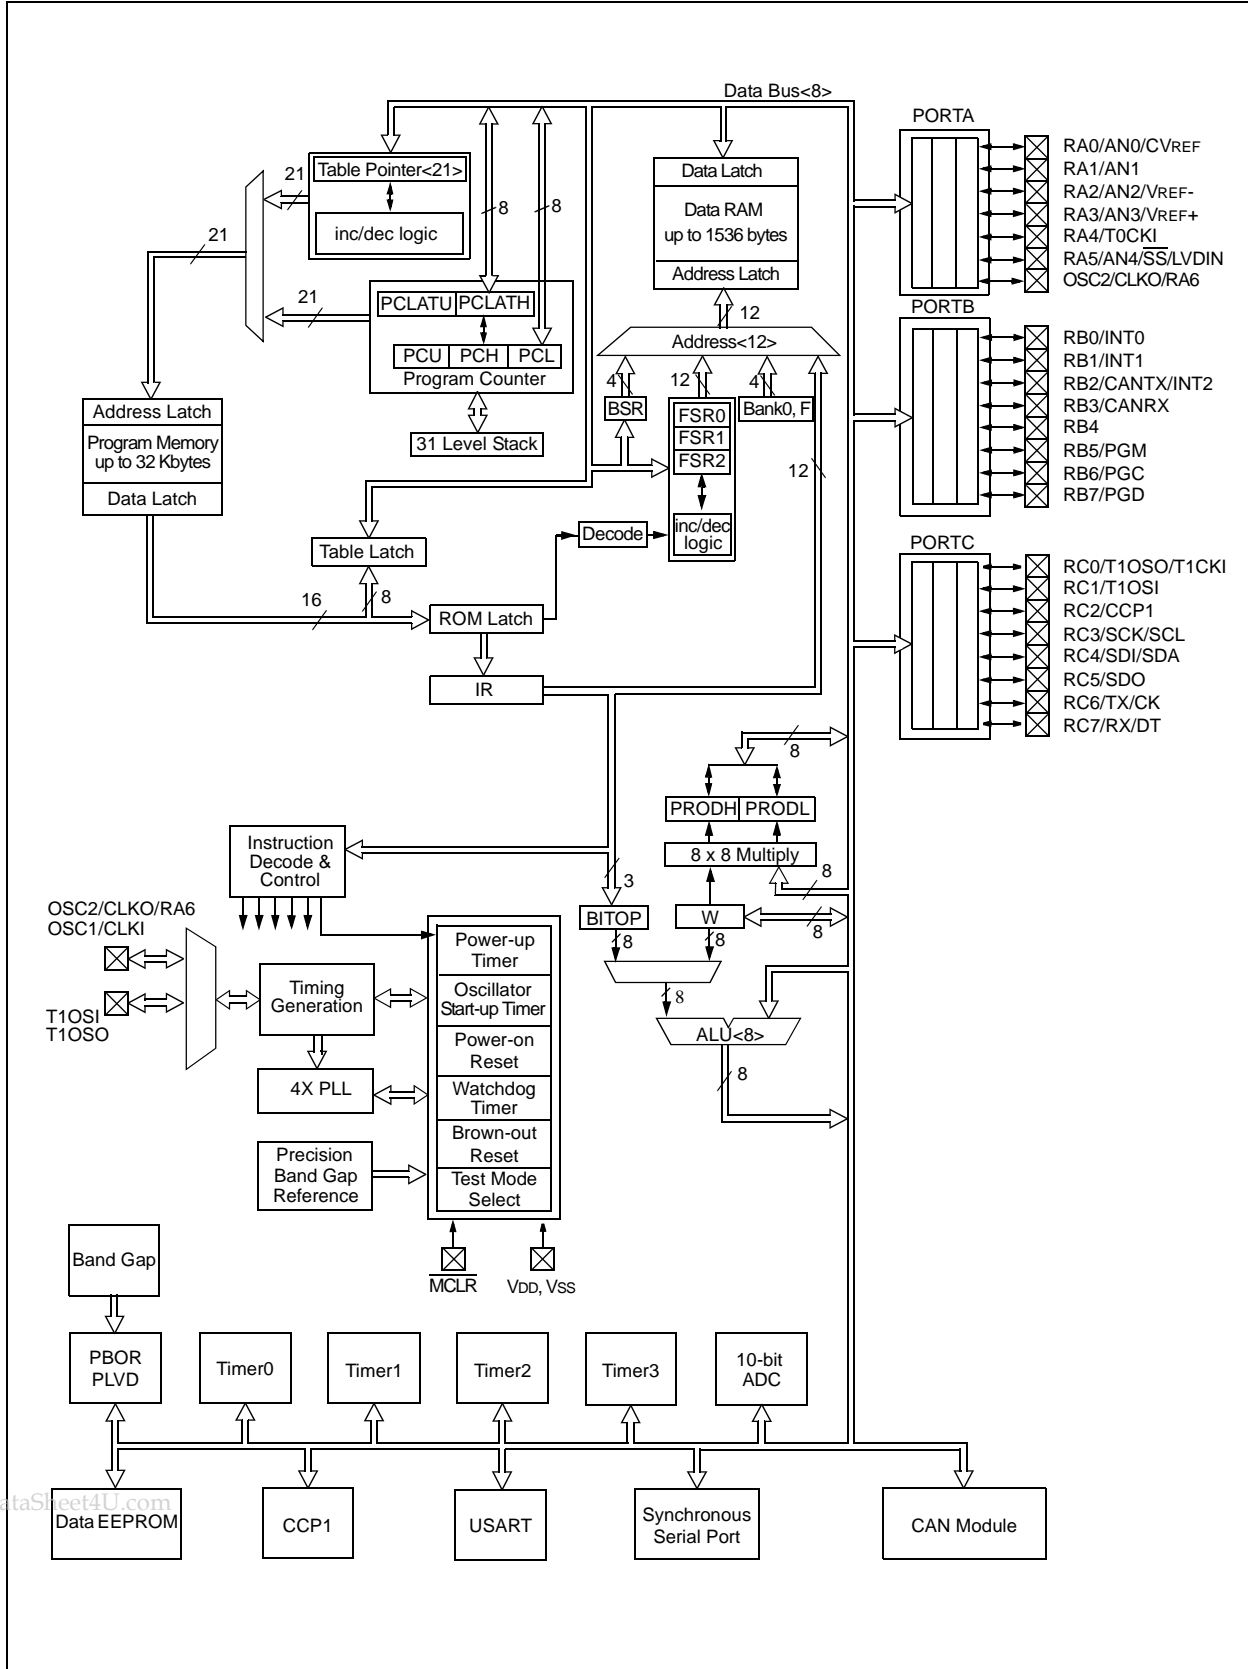 Data Bus<8>
Table Pointer<21>
inc/dec logic
21
21
21
8
8
PCLATU
PCLATH
PCU
PCH
PCL
Program Counter
31 Level Stack
Address Latch
Program Memory
up to 32 Kbytes
Data Latch
Data Latch
Data RAM
up to 1536 bytes
Address Latch
12
Address<12>
4
12
4
BSR
FSR0
FSR1
FSR2
inc/dec
logic
Bank0, F
12
Decode
Table Latch
16
8
ROM Latch
IR
PORTA
RA0/AN0/CVREF
RA1/AN1
RA2/AN2/VREF-
RA3/AN3/VREF+
RA4/T0CKI
RA5/AN4/SS/LVDIN
OSC2/CLKO/RA6
PORTB
RB0/INT0
RB1/INT1
RB2/CANTX/INT2
RB3/CANRX
RB4
RB5/PGM
RB6/PGC
RB7/PGD
PORTC
RC0/T1OSO/T1CKI
RC1/T1OSI
RC2/CCP1
RC3/SCK/SCL
RC4/SDI/SDA
RC5/SDO
RC6/TX/CK
RC7/RX/DT
8
PRODH
PRODL
8 x 8 Multiply
8
3
BITOP
W
8
8
8
8
ALU<8>
8
Instruction
Decode &
Control
OSC2/CLKO/RA6
OSC1/CLKI
T1OSI
T1OSO
Timing
Generation
4X PLL
Precision
Band Gap
Reference
Power-up
Timer
Oscillator
Start-up Timer
Power-on
Reset
Watchdog
Timer
Brown-out
Reset
Test Mode
Select
MCLR
VDD, VSS
Band Gap
PBOR
PLVD
Timer0
Timer1
Timer2
Timer3
10-bit
ADC
Data EEPROM
CCP1
USART
Synchronous
Serial Port
CAN Module
ataSheet4U.com